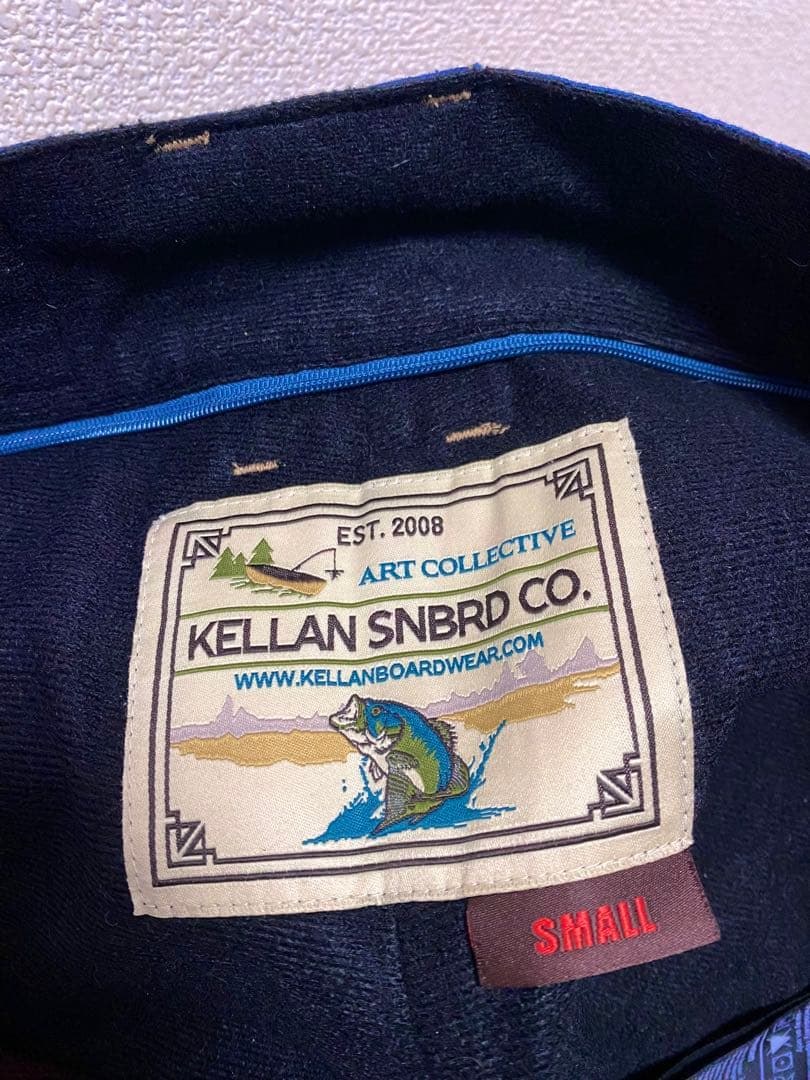 EST. 2008
ART COLLECTIVE
KELLAN SNBRD CO.
WWW.KELLANBOARDWEAR.COM
SMALL